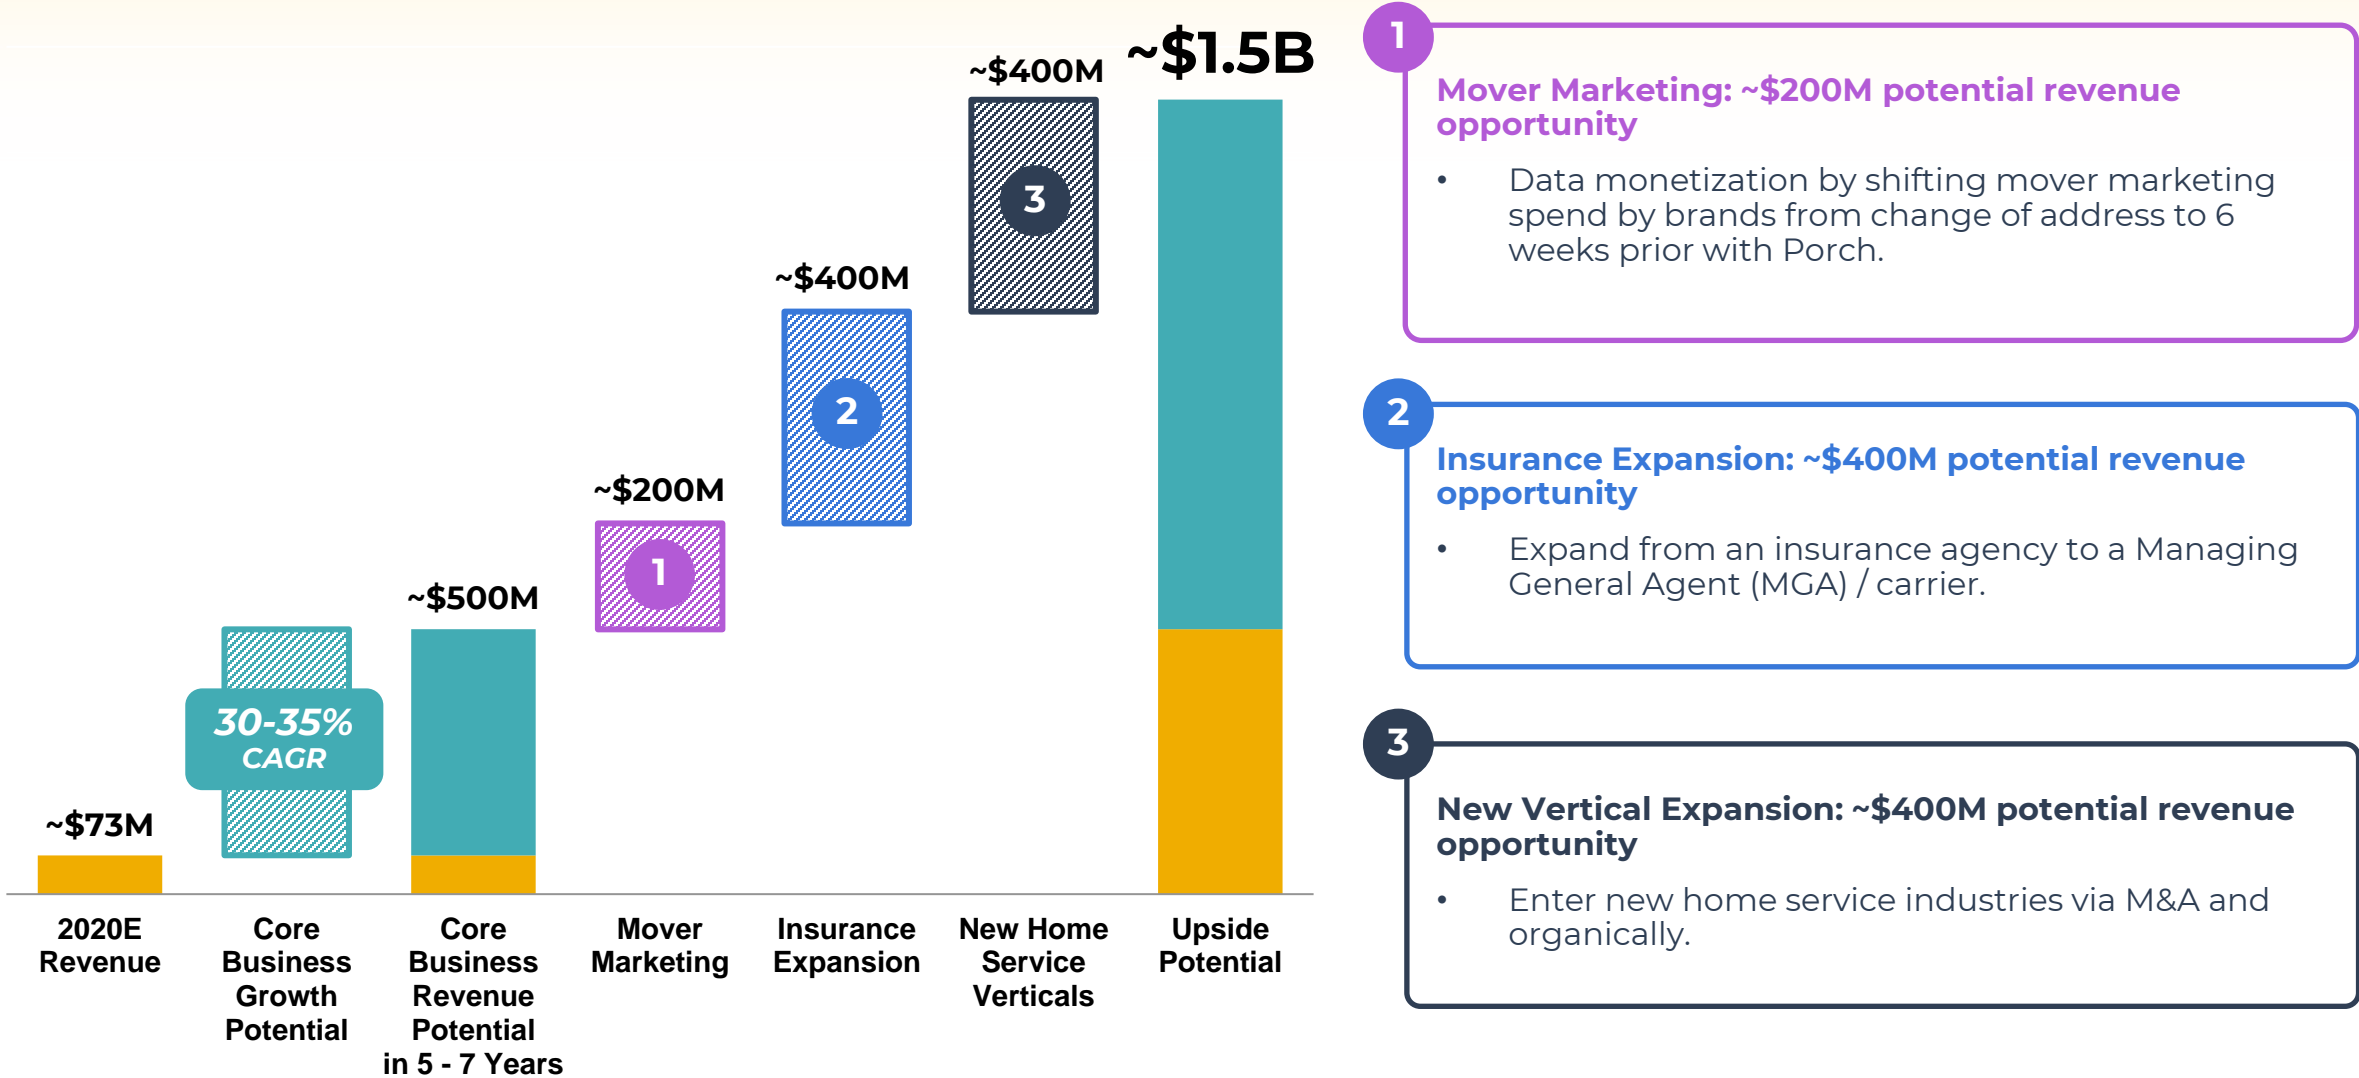 ~$73M
30-35%
CAGR
~$500M
~$200M
1
~$400M
2
~$400M
3
~$1.5B
2020E
Revenue
Core
Business
Growth
Potential
Core
Business
Revenue
Potential
in 5 - 7 Years
Mover
Marketing
Insurance
Expansion
New Home
Service
Verticals
Upside
Potential
1
Mover Marketing: ~$200M potential revenue
opportunity
• Data monetization by shifting mover marketing
spend by brands from change of address to 6
weeks prior with Porch.
2
Insurance Expansion: ~$400M potential revenue
opportunity
• Expand from an insurance agency to a Managing
General Agent (MGA) / carrier.
3
New Vertical Expansion: ~$400M potential revenue
opportunity
• Enter new home service industries via M&A and
organically.